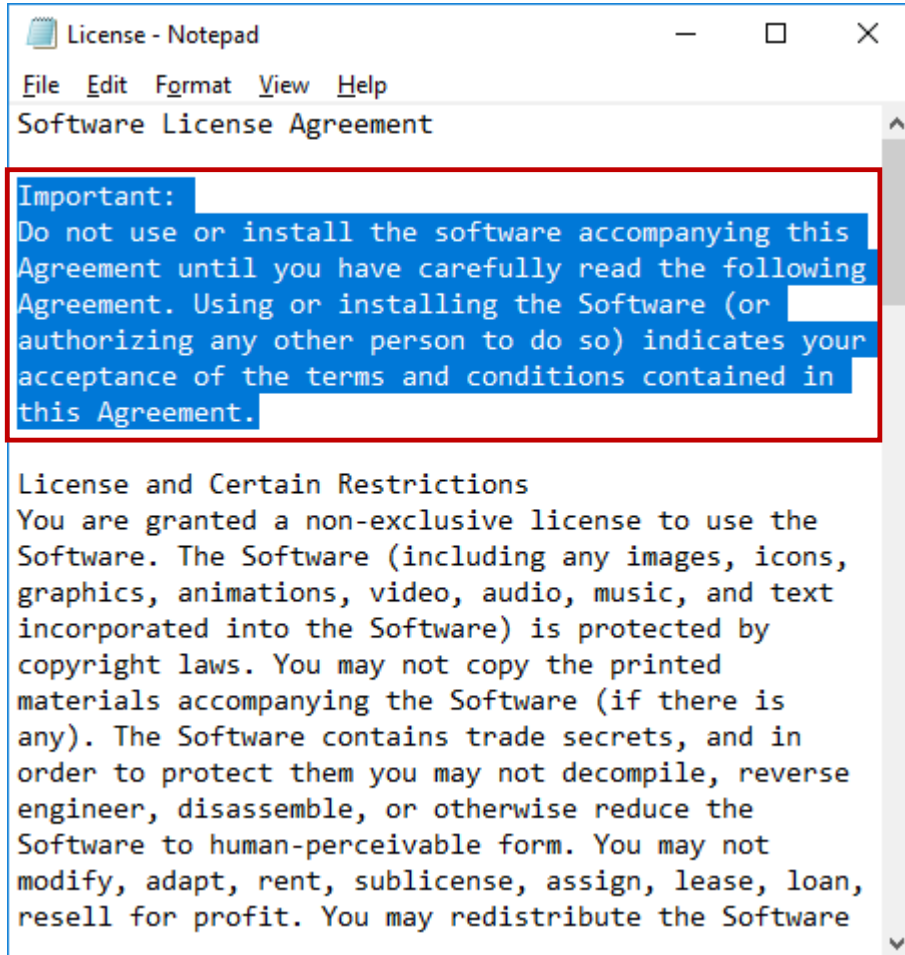 License - Notepad
File Edit Format View Help
Software License Agreement
Important:
Do not use or install the software accompanying this
Agreement until you have carefully read the following
Agreement. Using or installing the Software (or
authorizing any other person to do so) indicates your
acceptance of the terms and conditions contained in
this Agreement.
License and Certain Restrictions
You are granted a non-exclusive license to use the
Software. The Software (including any images, icons,
graphics, animations, video, audio, music, and text
incorporated into the Software) is protected by
copyright laws. You may not copy the printed
materials accompanying the Software (if there is
any). The Software contains trade secrets, and in
order to protect them you may not decompile, reverse
engineer, disassemble, or otherwise reduce the
Software to human-perceivable form. You may not
modify, adapt, rent, sublicense, assign, lease, loan,
resell for profit. You may redistribute the Software